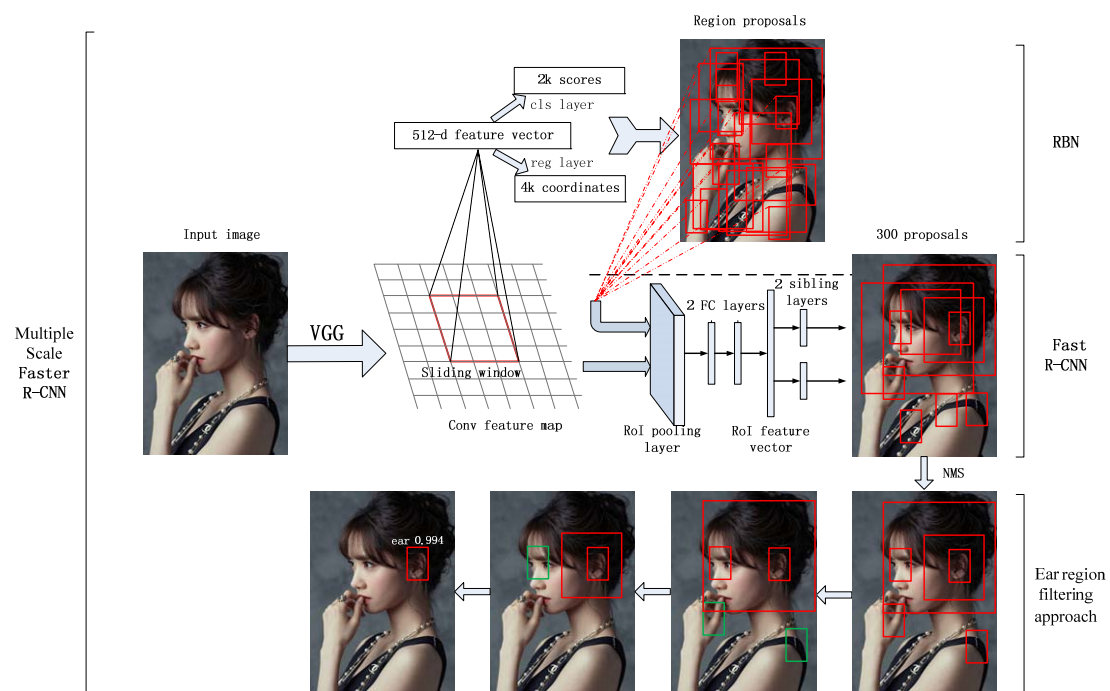 Region proposals
2k scores
cls layer
512-d feature vector
reg layer
4k coordinates
RBN
Input image
300 proposals
VGG
2 FC layers
2 sibling
layers
Multiple
Scale
Faster
R-CNN
Sliding window
Fast
R-CNN
Conv feature map
RoI pooling
layer
RoI feature
vector
NMS
ear 0.994
Ear region
filtering
approach